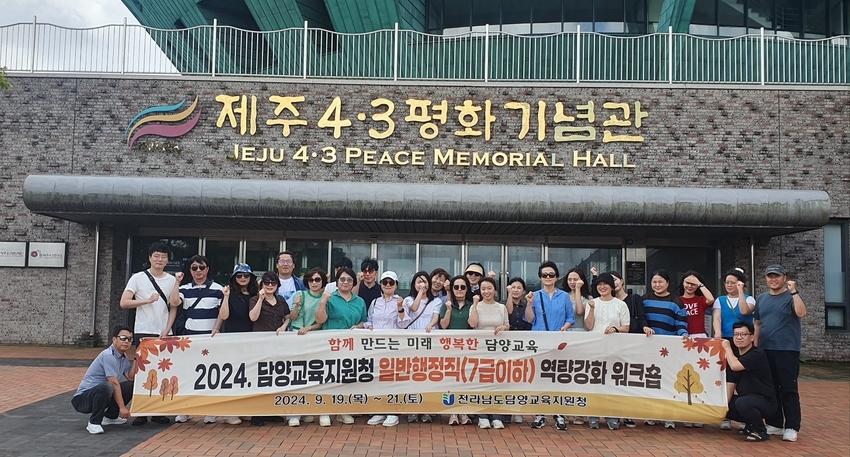 제주4·3평화기념관
JEJU 4·3 PEACE MEMORIAL HALL
함께 만드는 미래 행복한 담양교육
2024. 담양교육지원청 일반행정직(7급이하) 역량강화 워크숍
2024. 9. 19.(목) ~ 21.(토)
전라남도담양교육지원청
LOVE
PEACE